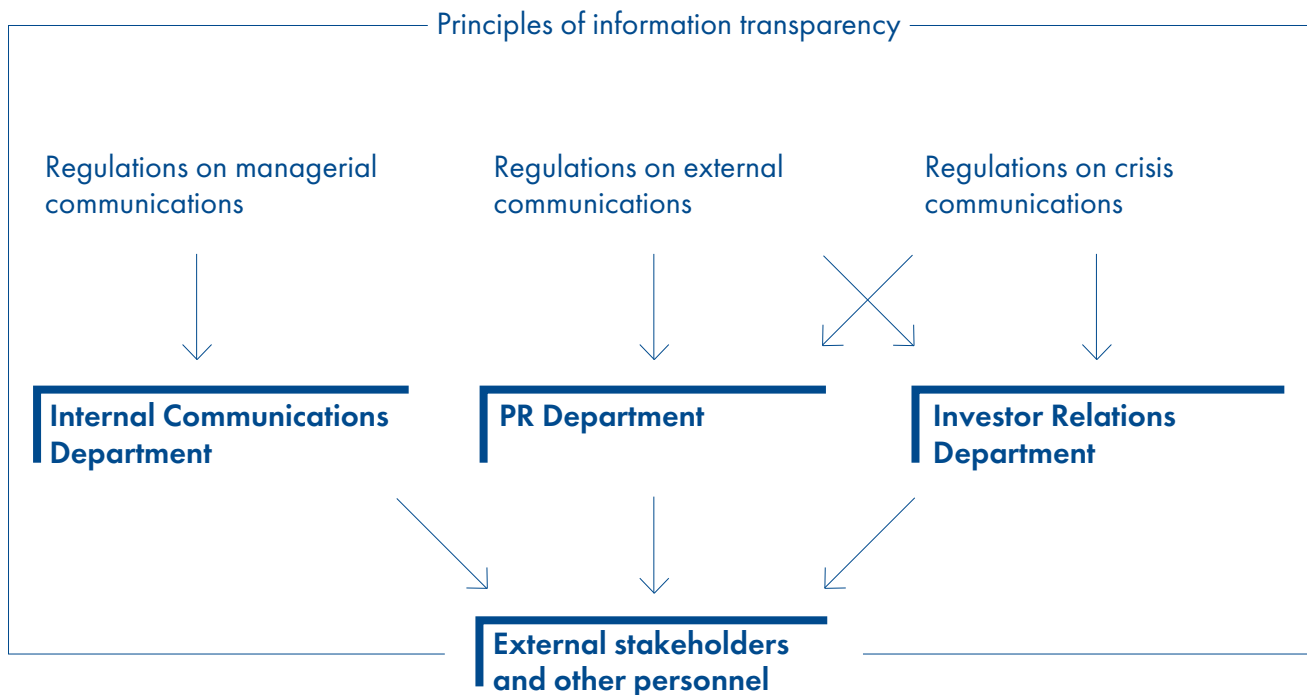 Principles of information transparency
Regulations on managerial
communications
Regulations on external
communications
Regulations on crisis
communications
Internal Communications
Department
PR Department
Investor Relations
Department
External stakeholders
and other personnel